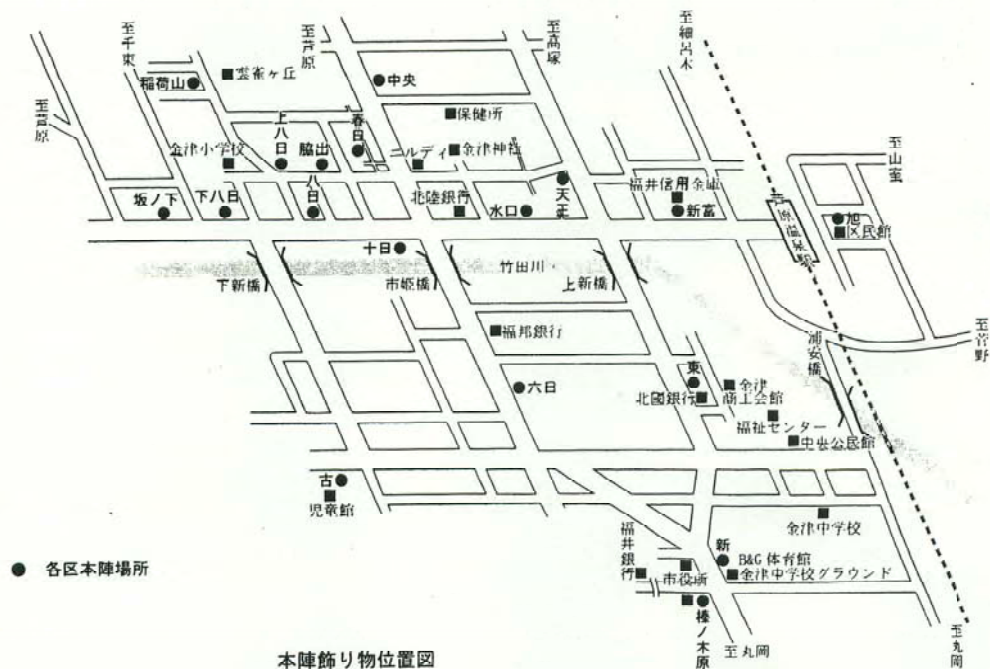 至千束
至芦原
至高塚
至細呂木
至芦原
稲荷山
雲雀ヶ丘
中央
保健所
上八日
春日
金津小学校
脇出
ニルディ
金津神社
至山室
坂ノ下
下八日
八日
北陸銀行
水口
天王
福井信用金庫
新富
旭
区民館
十日
竹田川
下新橋
市姫橋
上新橋
福邦銀行
浦安橋
至菅野
六日
東
北國銀行
金津
商工会館
福祉センター
中央公民館
古
児童館
金津中学校
福井銀行
新
B&G体育館
市役所
金津中学校グラウンド
榛ノ木原
至丸岡
至丸岡
● 各区本陣場所
本陣飾り物位置図